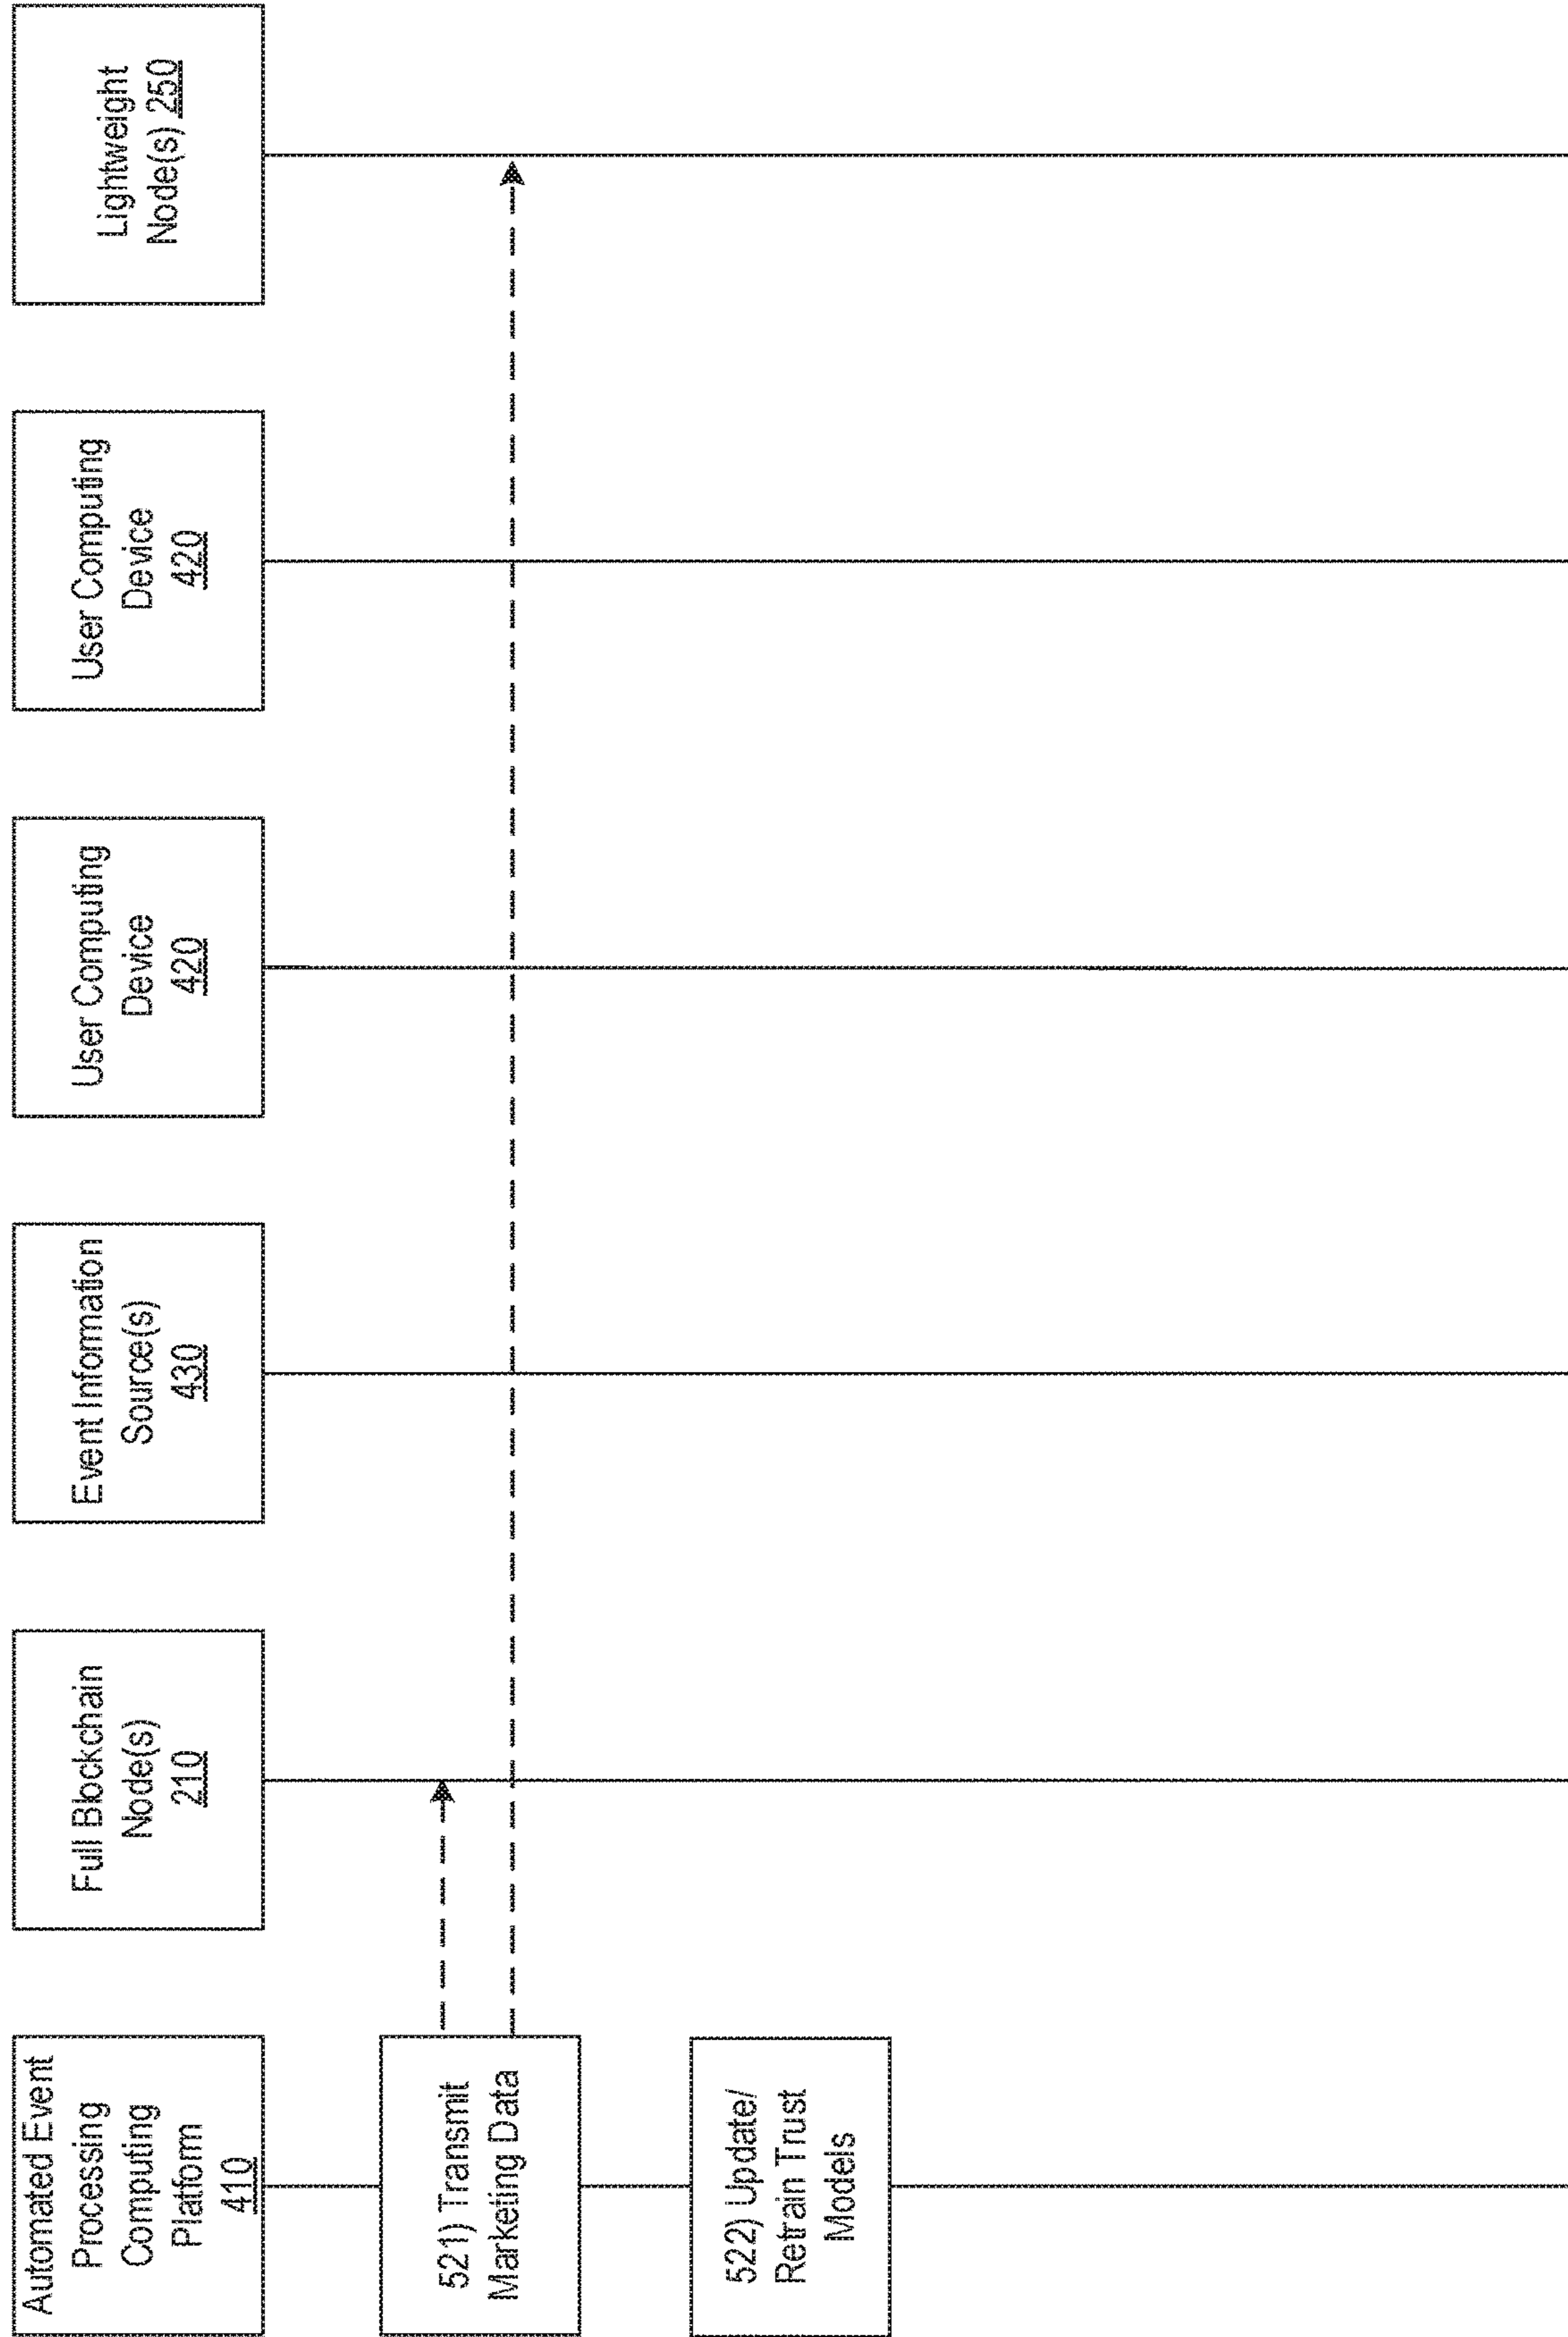 Automated Event
Processing
Computing
Platform
410
Full Blockchain
Node(s)
210
Event Information
Source(s)
430
User Computing
Device
420
User Computing
Device
420
Lightweight
Node(s) 250
521) Transmit
Marketing Data
522) Update/
Retrain Trust
Models